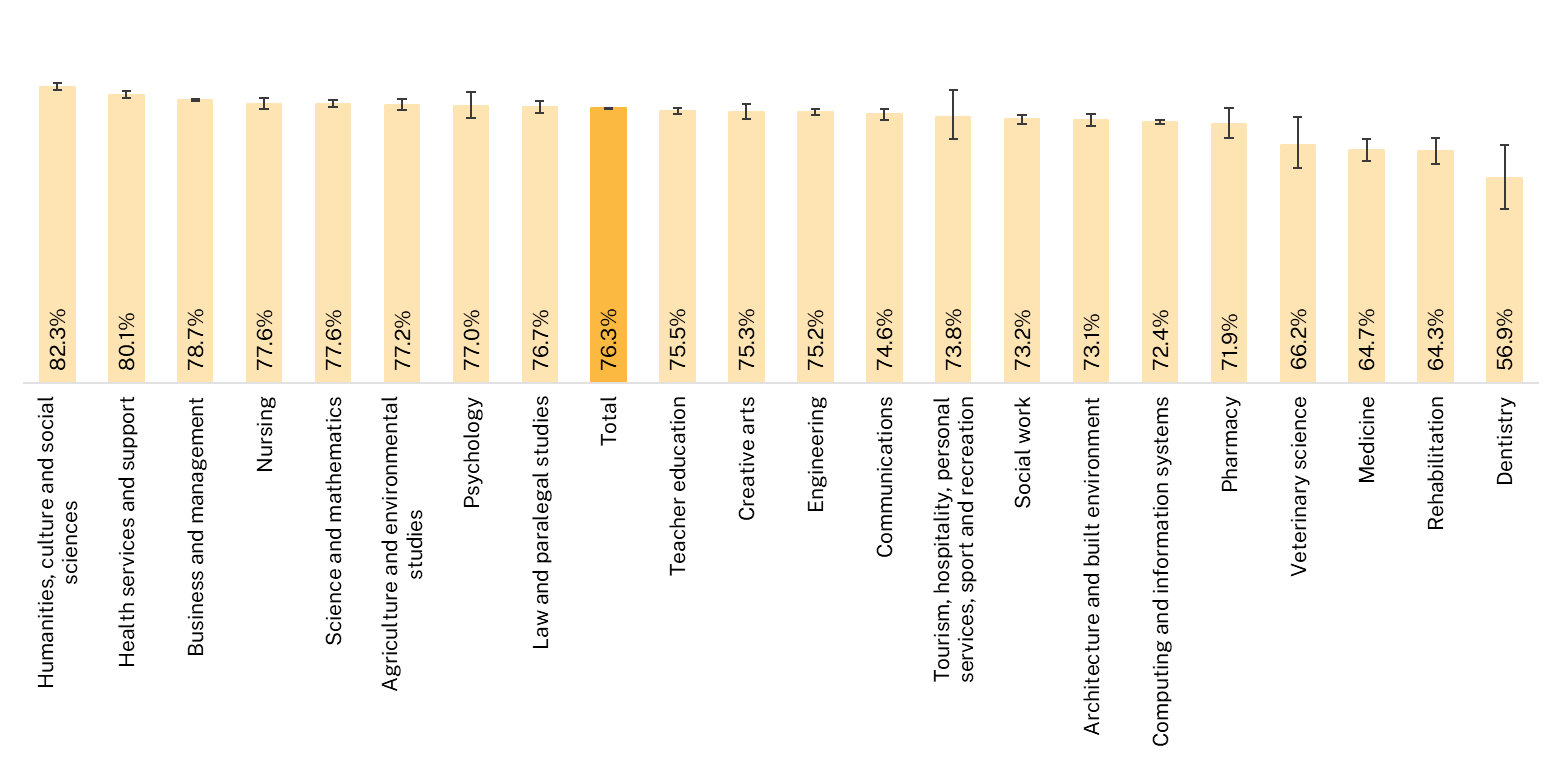 82.3%
80.1%
78.7%
77.6%
77.6%
77.2%
77.0%
76.7%
76.3%
75.5%
75.3%
75.2%
74.6%
73.8%
73.2%
73.1%
72.4%
71.9%
66.2%
64.7%
64.3%
56.9%
Humanities, culture and social
sciences
Health services and support
Business and management
Nursing
Science and mathematics
Agriculture and environmental
studies
Psychology
Law and paralegal studies
Total
Teacher education
Creative arts
Engineering
Communications
Tourism, hospitality, personal
services, sport and recreation
Social work
Architecture and built environment
Computing and information systems
Pharmacy
Veterinary science
Medicine
Rehabilitation
Dentistry